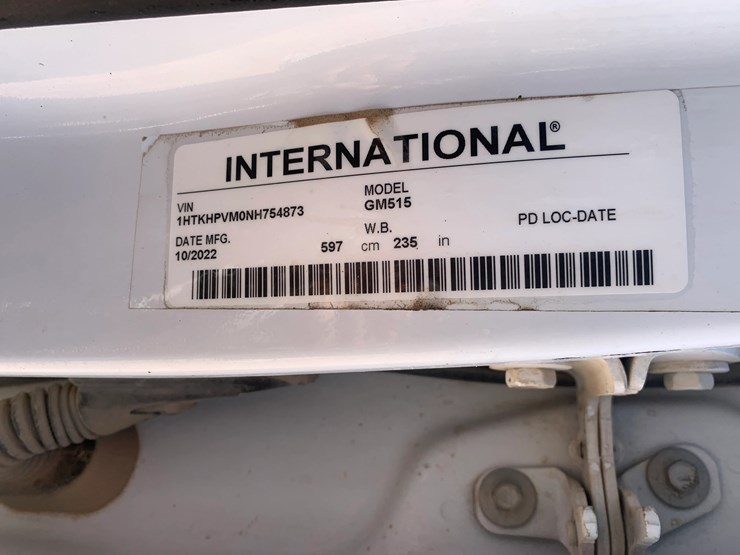 INTERNATIONAL®
VIN
1HTKHPVM0NH754873
MODEL
GM515
DATE MFG.
10/2022
W.B.
597 cm 235 in
PD LOC-DATE